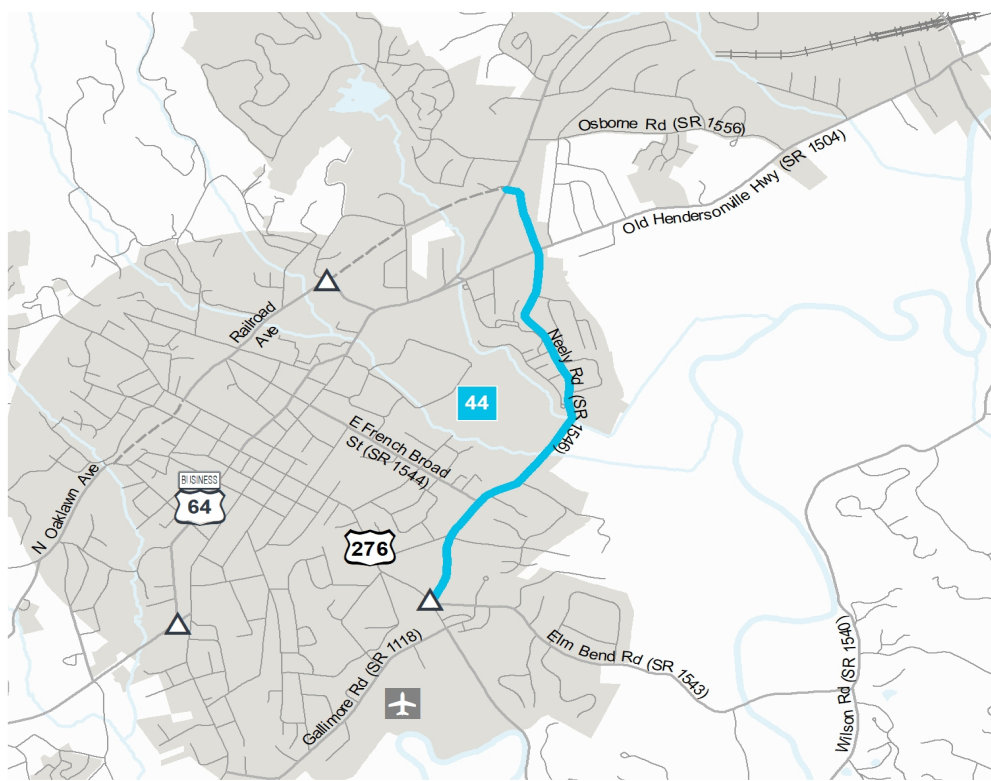 Osborne Rd (SR 1556)
Old Hendersonville Hwy (SR 1504)
Railroad
Ave
Neely Rd (SR 1546)
44
E French Broad
St (SR 1544)
N Oaklawn Ave
BUSINESS
64
276
Elm Bend Rd (SR 1543)
Gallimore Rd (SR 1118)
Wilson Rd (SR 1540)